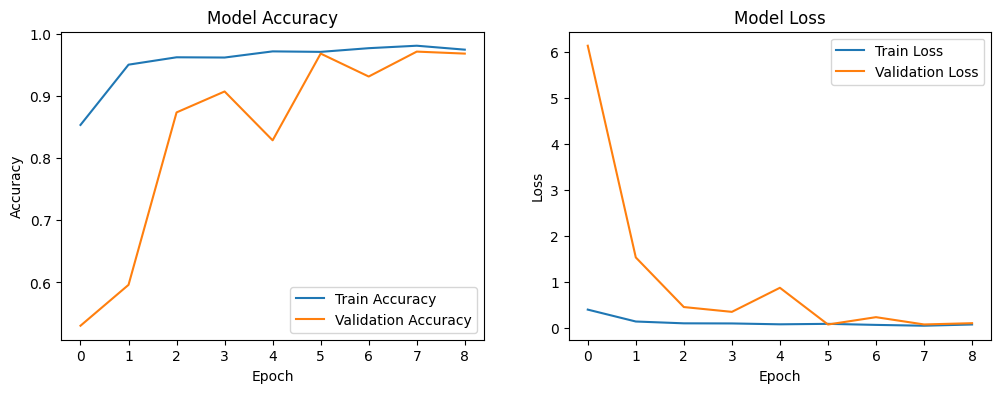 Model Accuracy
1.0
0.9
0.8
0.7
0.6
Accuracy
0 1 2 3 4 5 6 7 8
Epoch
Train Accuracy
Validation Accuracy
Model Loss
6
5
4
3
2
1
0
Loss
0 1 2 3 4 5 6 7 8
Epoch
Train Loss
Validation Loss